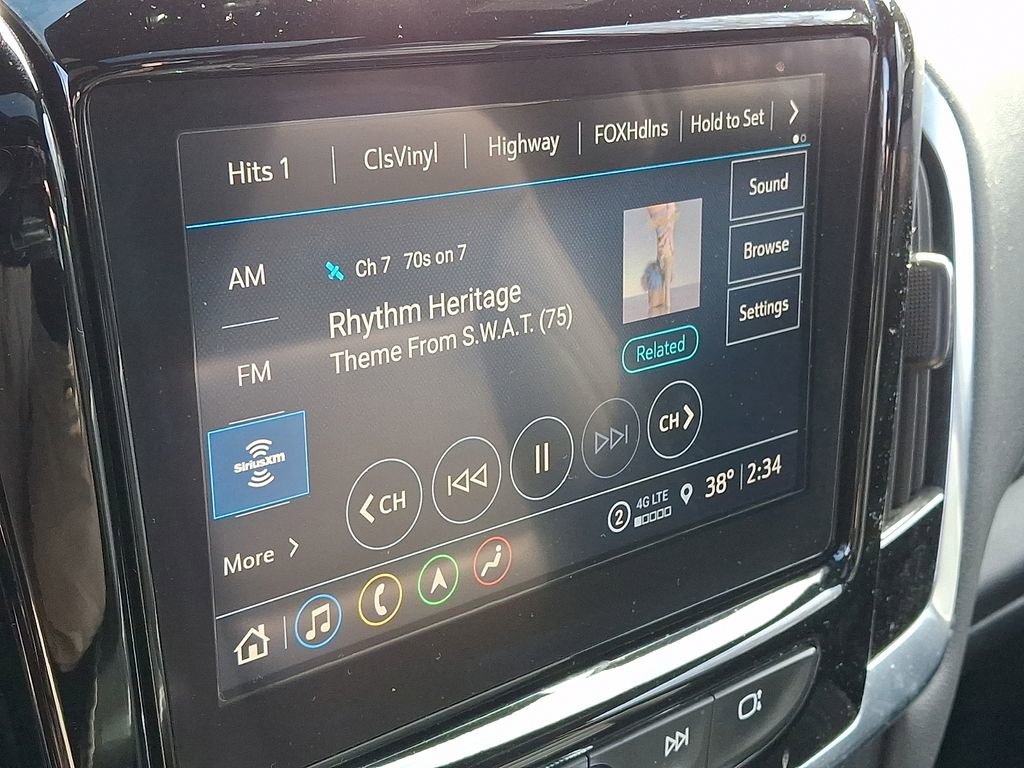 Hits 1 | ClsVinyl | Highway | FOXHdlns | Hold to Set
Sound
Browse
Settings
AM
FM
SiriusXM
More
Ch 7 70s on 7
Rhythm Heritage
Theme From S.W.A.T. (75)
Related
CH
CH
2 4G LTE 38° 2:34